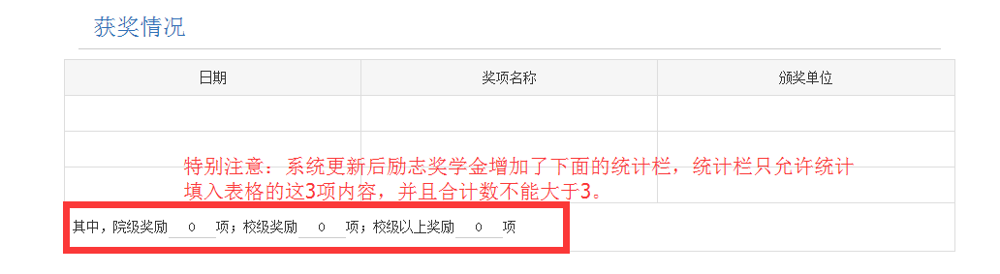 获奖情况
日期 奖项名称 颁奖单位
特别注意：系统更新后励志奖学金增加了下面的统计栏，统计栏只允许统计
填入表格的这3项内容，并且合计数不能大于3。
其中，院级奖励 0 项；校级奖励 0 项；校级以上奖励 0 项